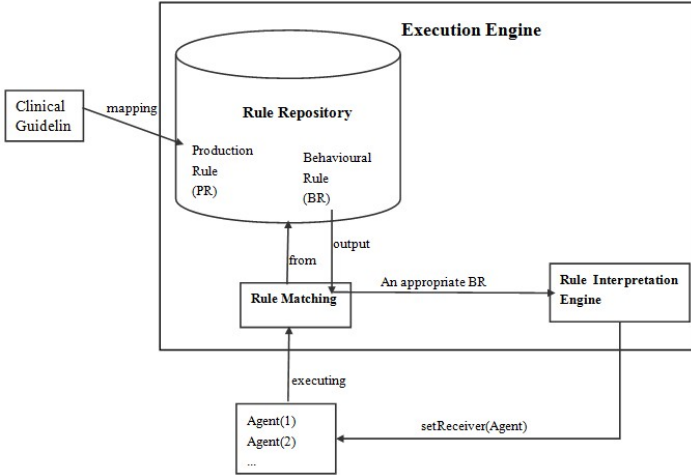 Execution Engine
Rule Repository
Clinical
Guidelin
mapping
Production
Rule
(PR)
Behavioural
Rule
(BR)
output
from
An appropriate BR
Rule Matching
Rule Interpretation
Engine
executing
Agent(1)
Agent(2)
...
setReceiver(Agent)